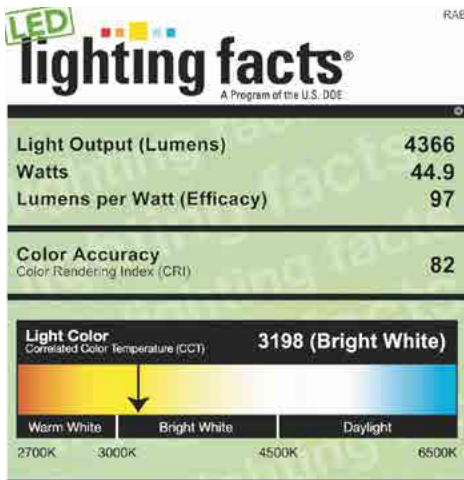 RAB
LED
lighting facts®
A Program of the U.S. DOE
Light Output (Lumens) 4366
Watts 44.9
Lumens per Watt (Efficacy) 97
Color Accuracy
Color Rendering Index (CRI) 82
Light Color
Correlated Color Temperature (CCT) 3198 (Bright White)
Warm White Bright White Daylight
2700K 3000K 4500K 6500K